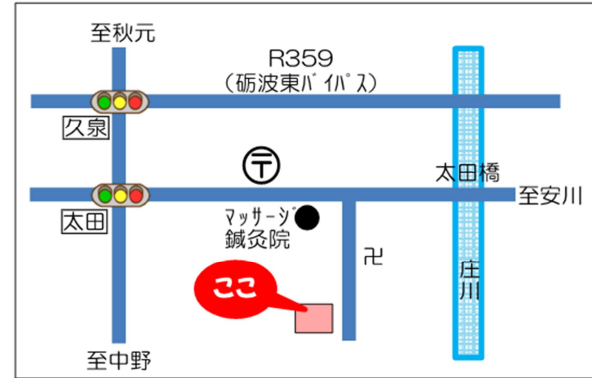 至秋元
R359
（砺波東ﾊﾞｲﾊﾟｽ）
久泉
〒
太田橋
太田
至安川
ﾏｯｻｰｼﾞ
鍼灸院
卍
庄川
ここ
至中野